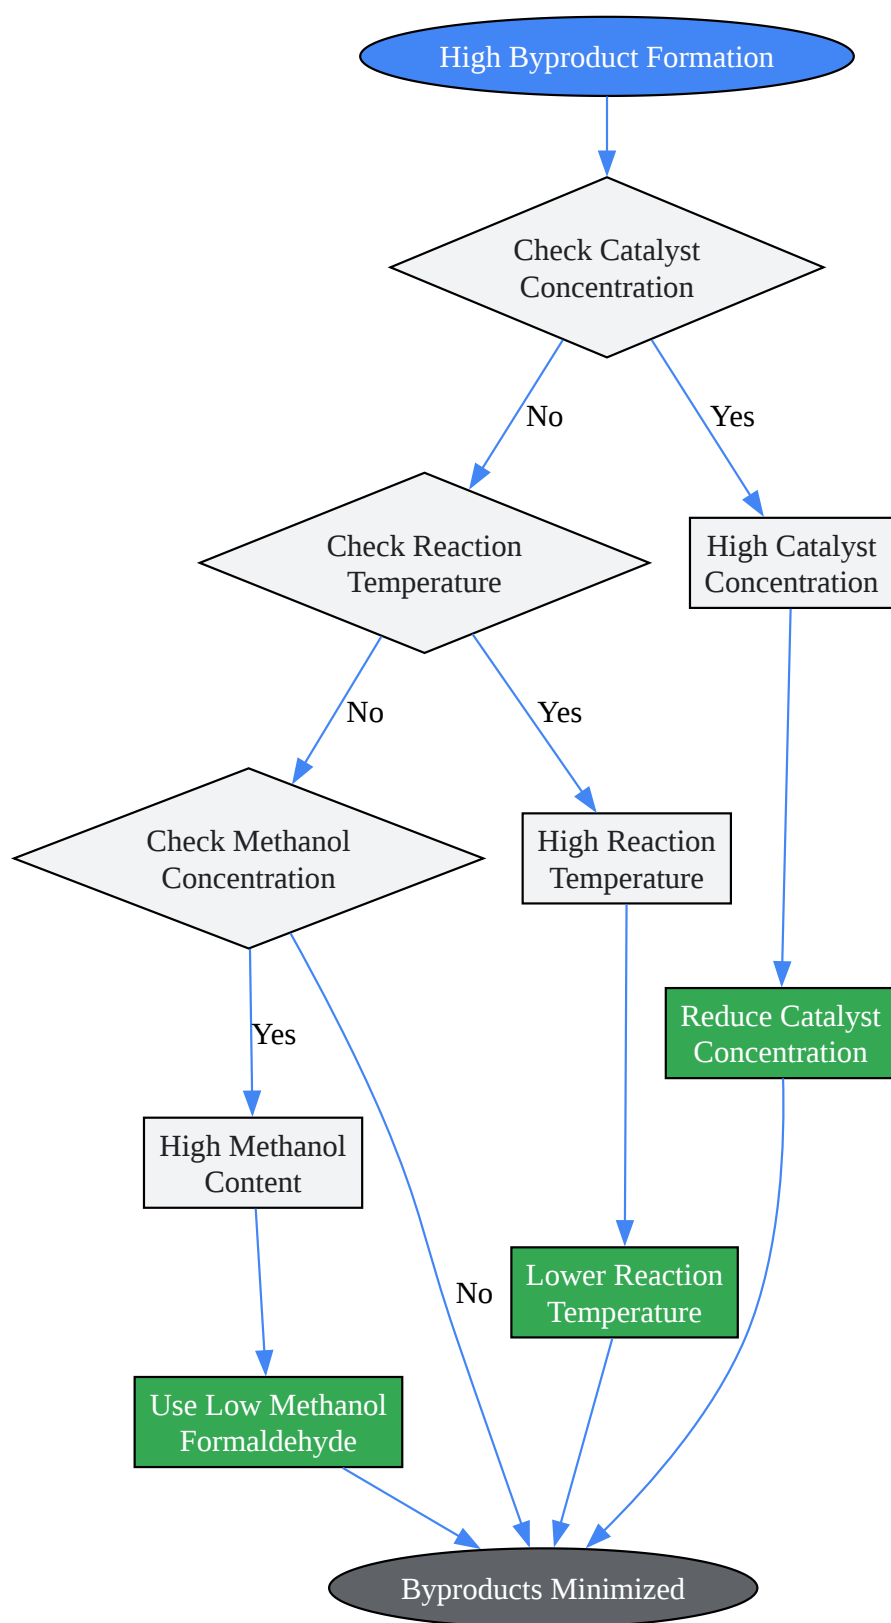 High Byproduct Formation
Check Catalyst
Concentration
No
Yes
Check Reaction
Temperature
High Catalyst
Concentration
No
Yes
Check Methanol
Concentration
High Reaction
Temperature
Yes
Reduce Catalyst
Concentration
High Methanol
Content
No
Lower Reaction
Temperature
Use Low Methanol
Formaldehyde
Byproducts Minimized